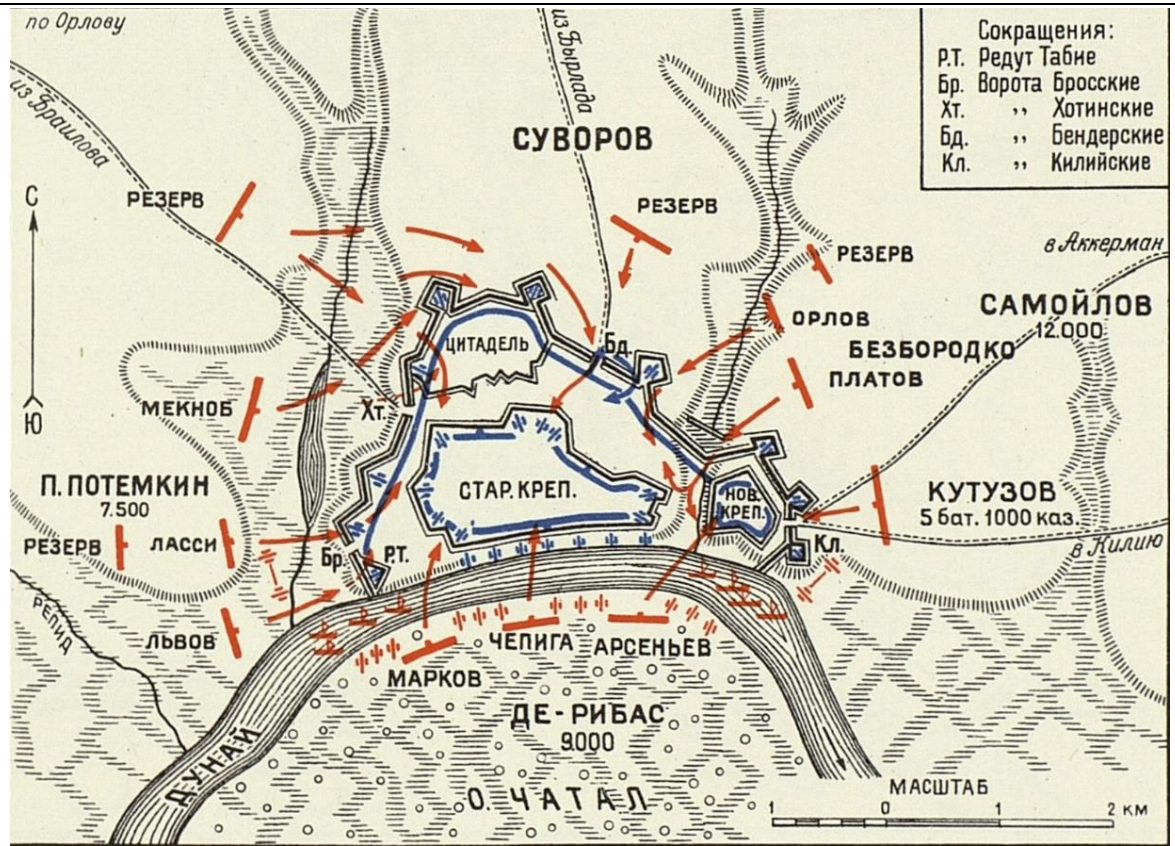 по Орлову
Сокращения:
Р.Т. Редут Табие
Бр. Ворота Бросские
Хт. ,, Хотинские
Бд. ,, Бендерские
Кл. ,, Килийские
из Браилова
из Бырлада
СУВОРОВ
С
Ю
РЕЗЕРВ
РЕЗЕРВ
РЕЗЕРВ
в Аккерман
САМОЙЛОВ
12.000
ОРЛОВ
БЕЗБОРОДКО
ПЛАТОВ
ЦИТАДЕЛЬ
Бд.
МЕКНОБ
Хт.
П. ПОТЕМКИН
7.500
СТАР. КРЕП.
НОВ.
КРЕП.
КУТУЗОВ
5 бат. 1000 каз.
РЕЗЕРВ
ЛАССИ
Бр.
Р.Т.
Кл.
в Килию
РЕПИД
ЛЬВОВ
ЧЕПИГА
АРСЕНЬЕВ
МАРКОВ
ДЕ-РИБАС
9.000
ДУНАЙ
О. ЧАТАЛ
МАСШТАБ
1 0 1 2 км